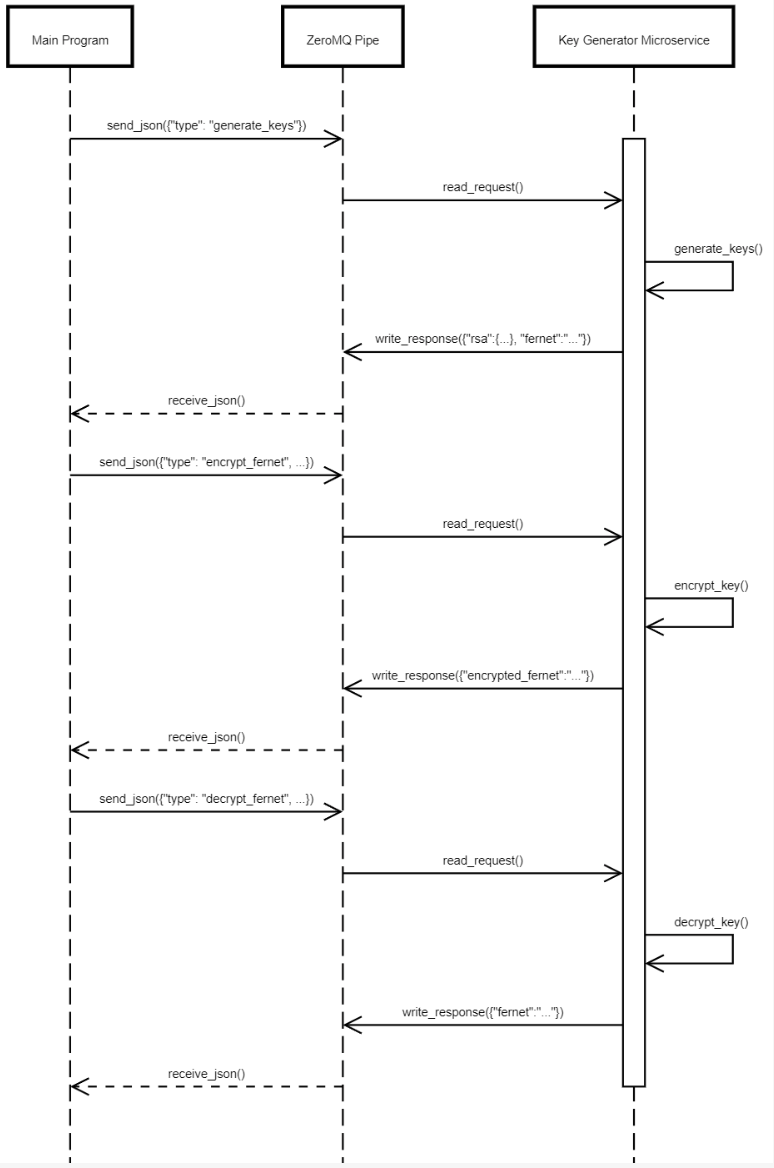 Main Program
ZeroMQ Pipe
Key Generator Microservice
send_json({"type": "generate_keys"})
read_request()
generate_keys()
write_response({"rsa":{...}, "fernet":"..."})
receive_json()
send_json({"type": "encrypt_fernet", ...})
read_request()
encrypt_key()
write_response({"encrypted_fernet":"..."})
receive_json()
send_json({"type": "decrypt_fernet", ...})
read_request()
decrypt_key()
write_response({"fernet":"..."})
receive_json()